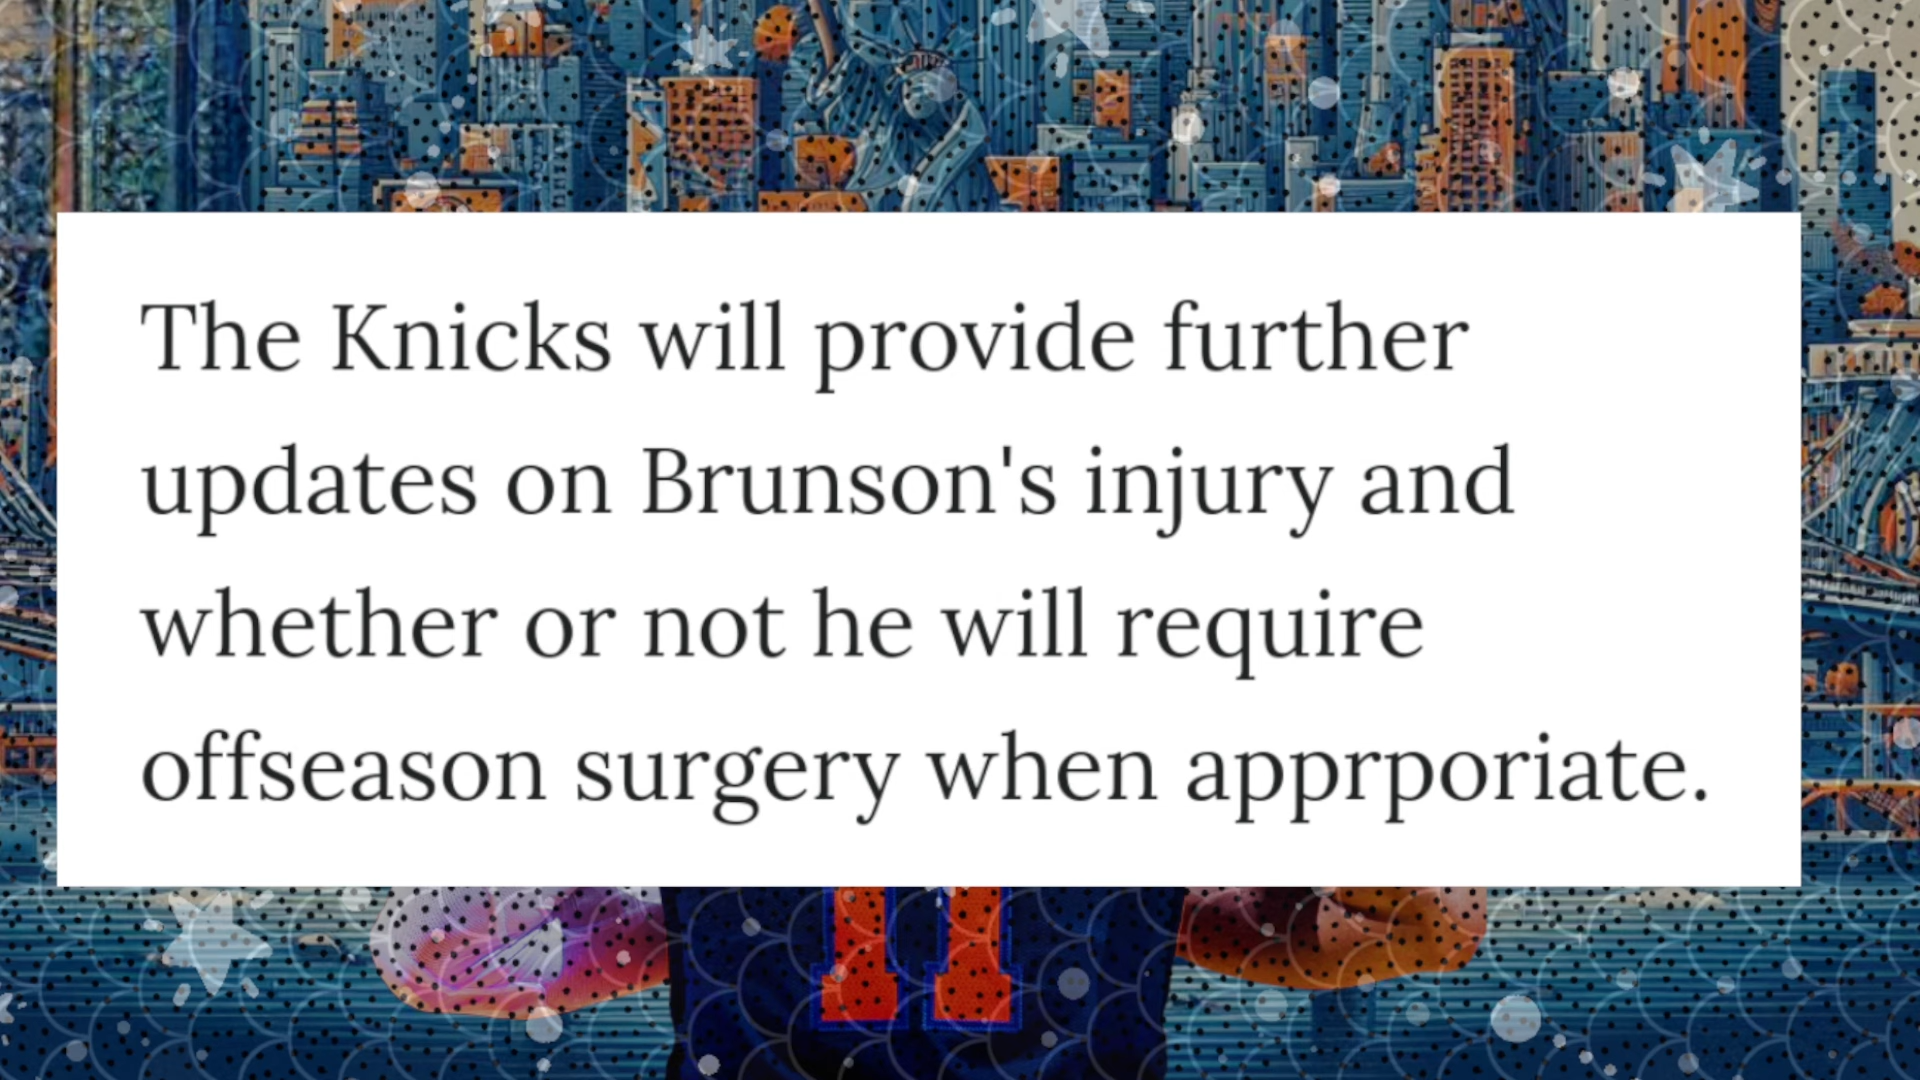 The Knicks will provide further
updates on Brunson's injury and
whether or not he will require
offseason surgery when apprporiate.
11